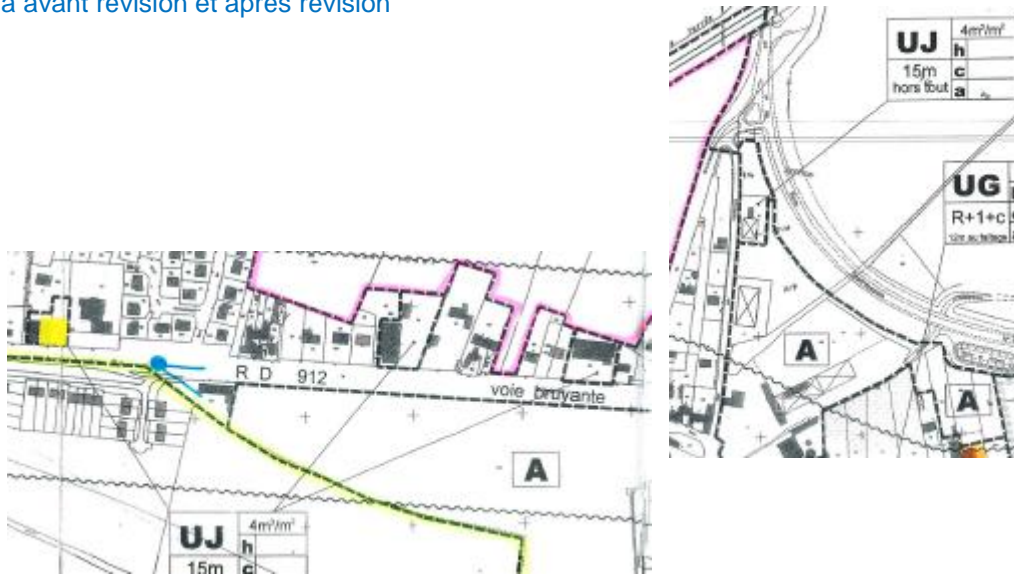 a avant révision et après révision
UJ
4m²/m²
h
15m
hors tout
c
a
UG
R+1+c
A
A
R D 912
voie bruyante
A
UJ
4m²/m²
h
15m
c